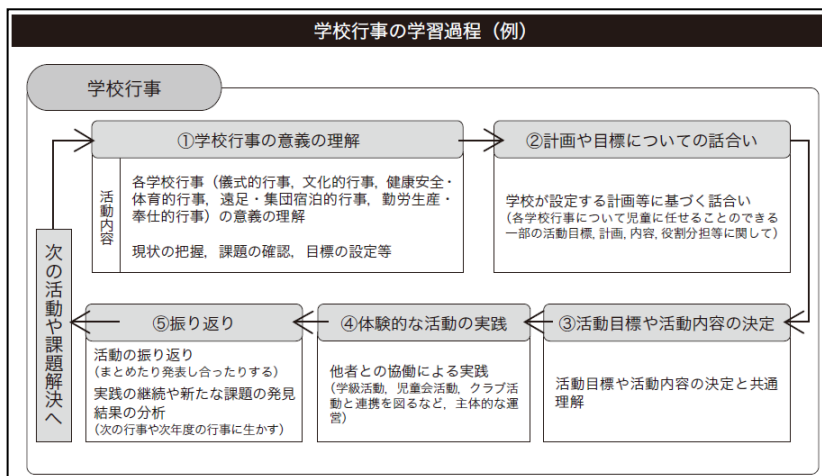 学校行事の学習過程（例）
学校行事
①学校行事の意義の理解
活動内容
各学校行事（儀式的行事，文化的行事，健康安全・
体育的行事，遠足・集団宿泊的行事，勤労生産・
奉仕的行事）の意義の理解
現状の把握，課題の確認，目標の設定等
②計画や目標についての話合い
学校が設定する計画等に基づく話合い
（各学校行事について児童に任せることのできる
一部の活動目標，計画，内容，役割分担等に関して）
③活動目標や活動内容の決定
活動目標や活動内容の決定と共通
理解
④体験的な活動の実践
他者との協働による実践
（学級活動，児童会活動，クラブ活
動と連携を図るなど，主体的な運
営）
⑤振り返り
活動の振り返り
（まとめたり発表し合ったりする）
実践の継続や新たな課題の発見
結果の分析
（次の行事や次年度の行事に生かす）
次の活動や課題解決へ